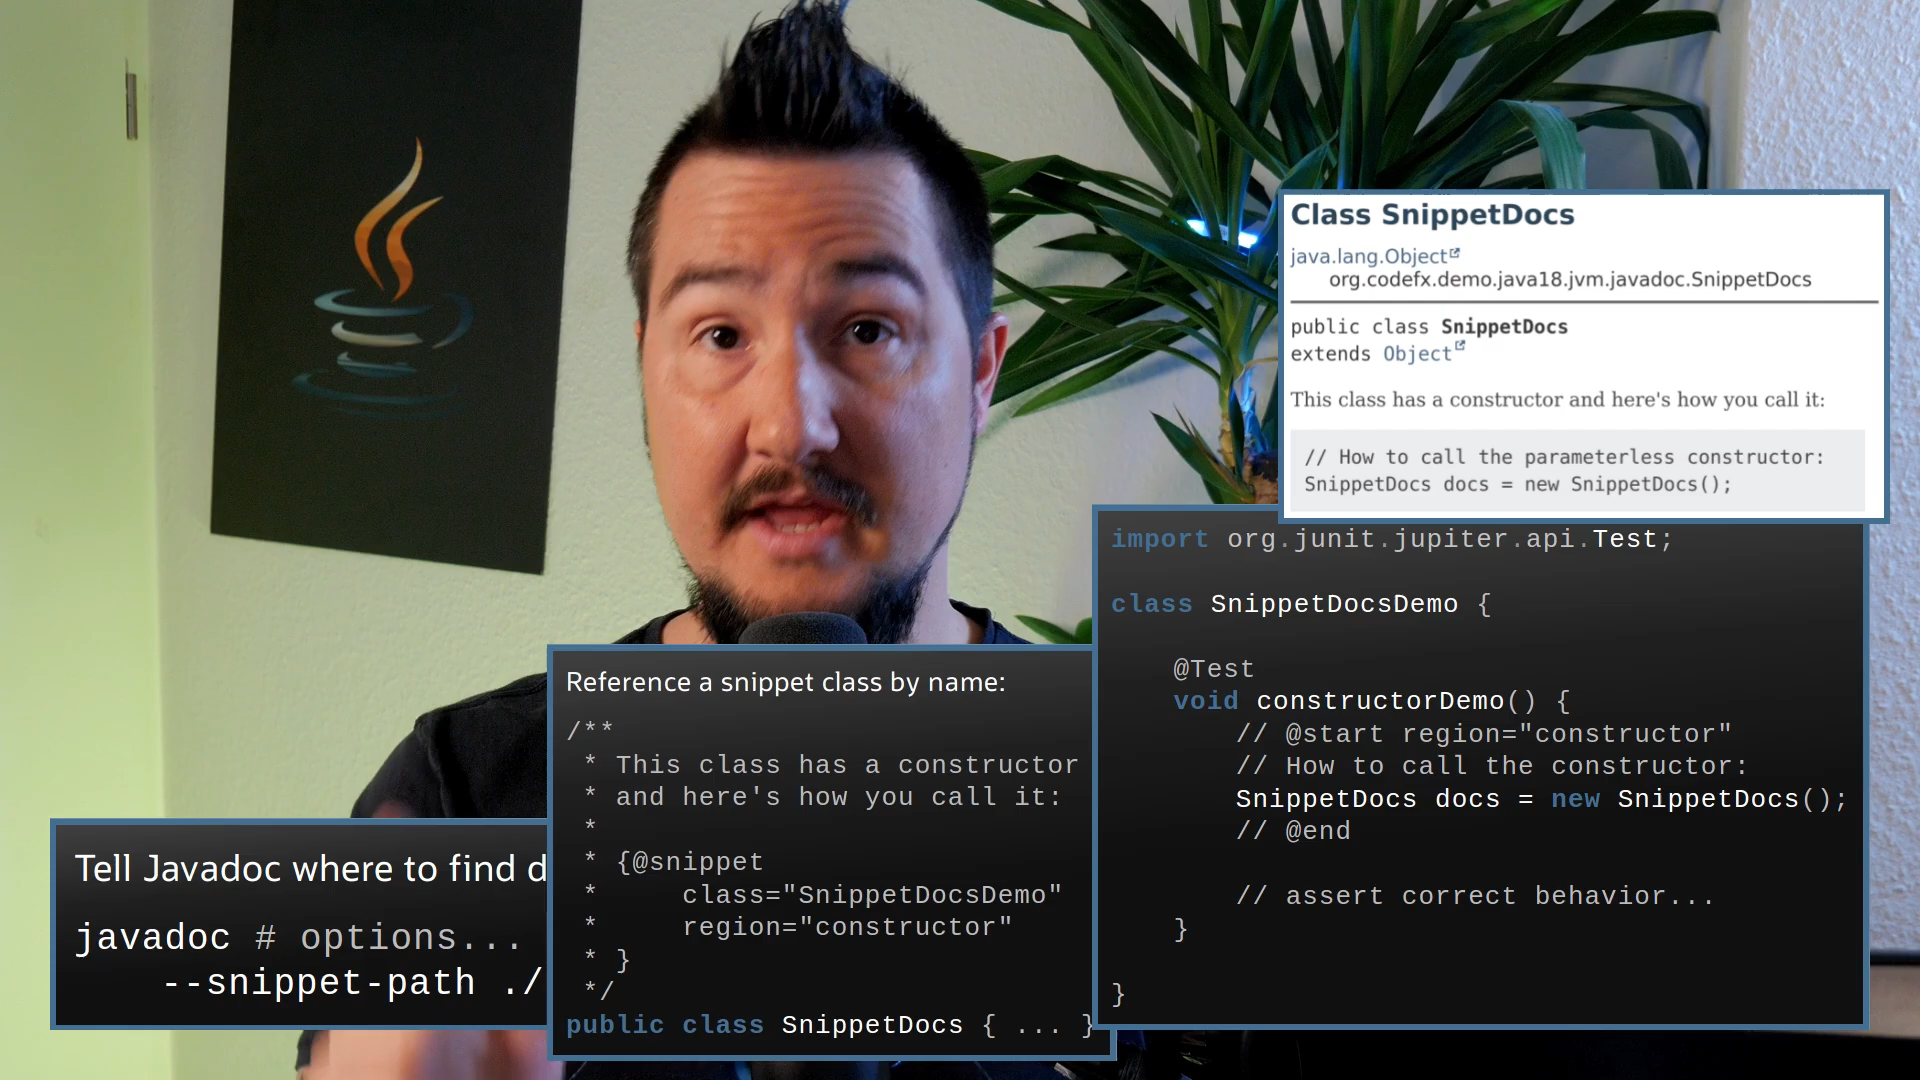 Class SnippetDocs
java.lang.Object
org.codefx.demo.java18.jvm.javadoc.SnippetDocs
public class SnippetDocs
extends Object
This class has a constructor and here's how you call it:
// How to call the parameterless constructor:
SnippetDocs docs = new SnippetDocs();
import org.junit.jupiter.api.Test;
class SnippetDocsDemo {
@Test
void constructorDemo() {
// @start region="constructor"
// How to call the constructor:
SnippetDocs docs = new SnippetDocs();
// @end
// assert correct behavior...
}
}
Reference a snippet class by name:
/**
* This class has a constructor
* and here's how you call it:
*
* {@snippet
* class="SnippetDocsDemo"
* region="constructor"
* }
*/
public class SnippetDocs { ... }
Tell Javadoc where to find
javadoc # options...
--snippet-path ./